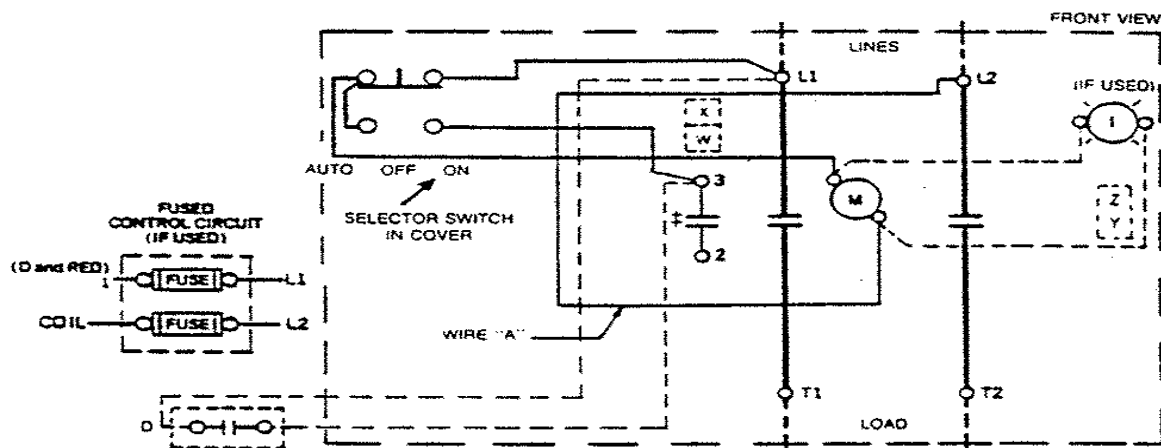 FRONT VIEW
LINES
L1
L2
(IF USED)
I
X
W
AUTO OFF ON
3
M
Z
Y
SELECTOR SWITCH
IN COVER
FUSED
CONTROL CIRCUIT
(IF USED)
2
(D and RED)
1
FUSE
L1
COIL
FUSE
L2
WIRE "A"
T1
T2
D
LOAD